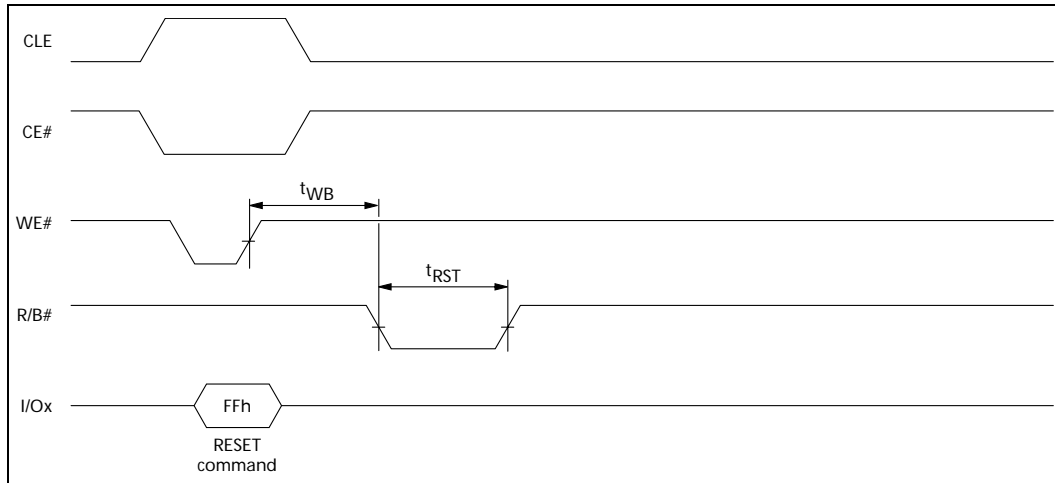 CLE
CE#
tWB
WE#
tRST
R/B#
I/Ox
FFh
RESET
command